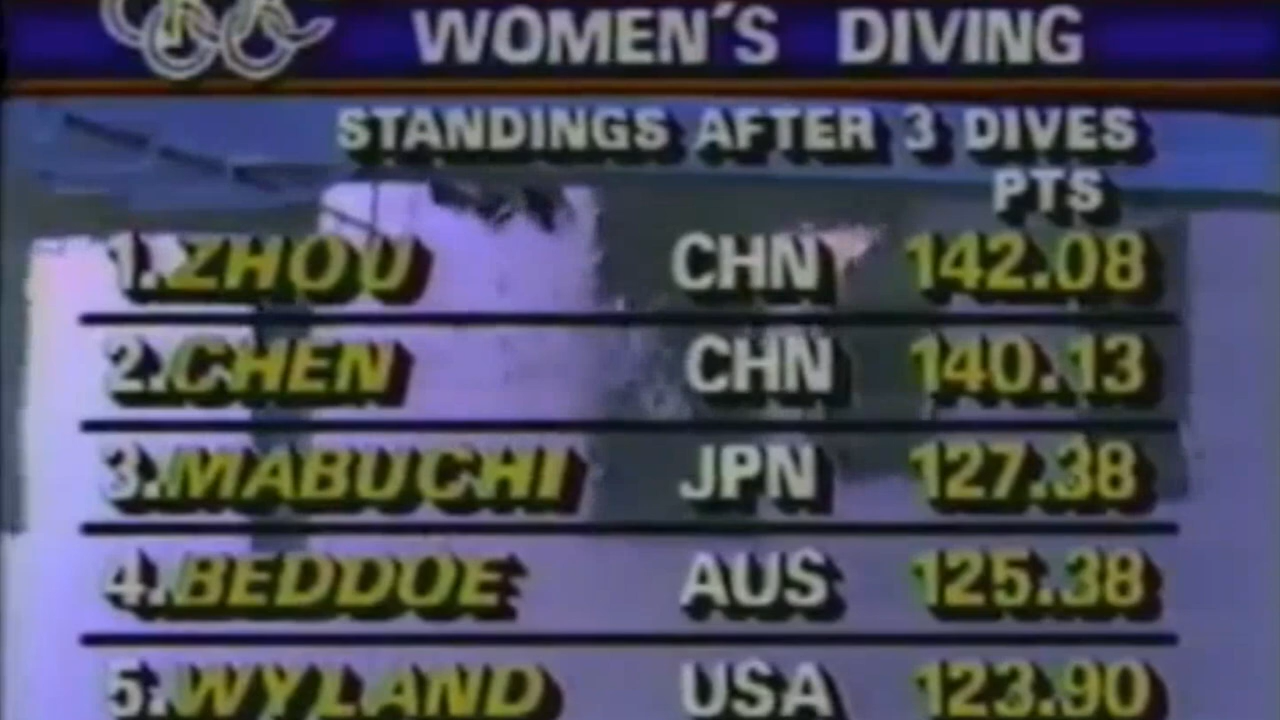 WOMEN'S DIVING
STANDINGS AFTER 3 DIVES
PTS
1. ZHOU CHN 142.08
2. CHEN CHN 140.13
3. MABUCHI JPN 127.38
4. BEDDOE AUS 125.38
5. WYLAND USA 123.90